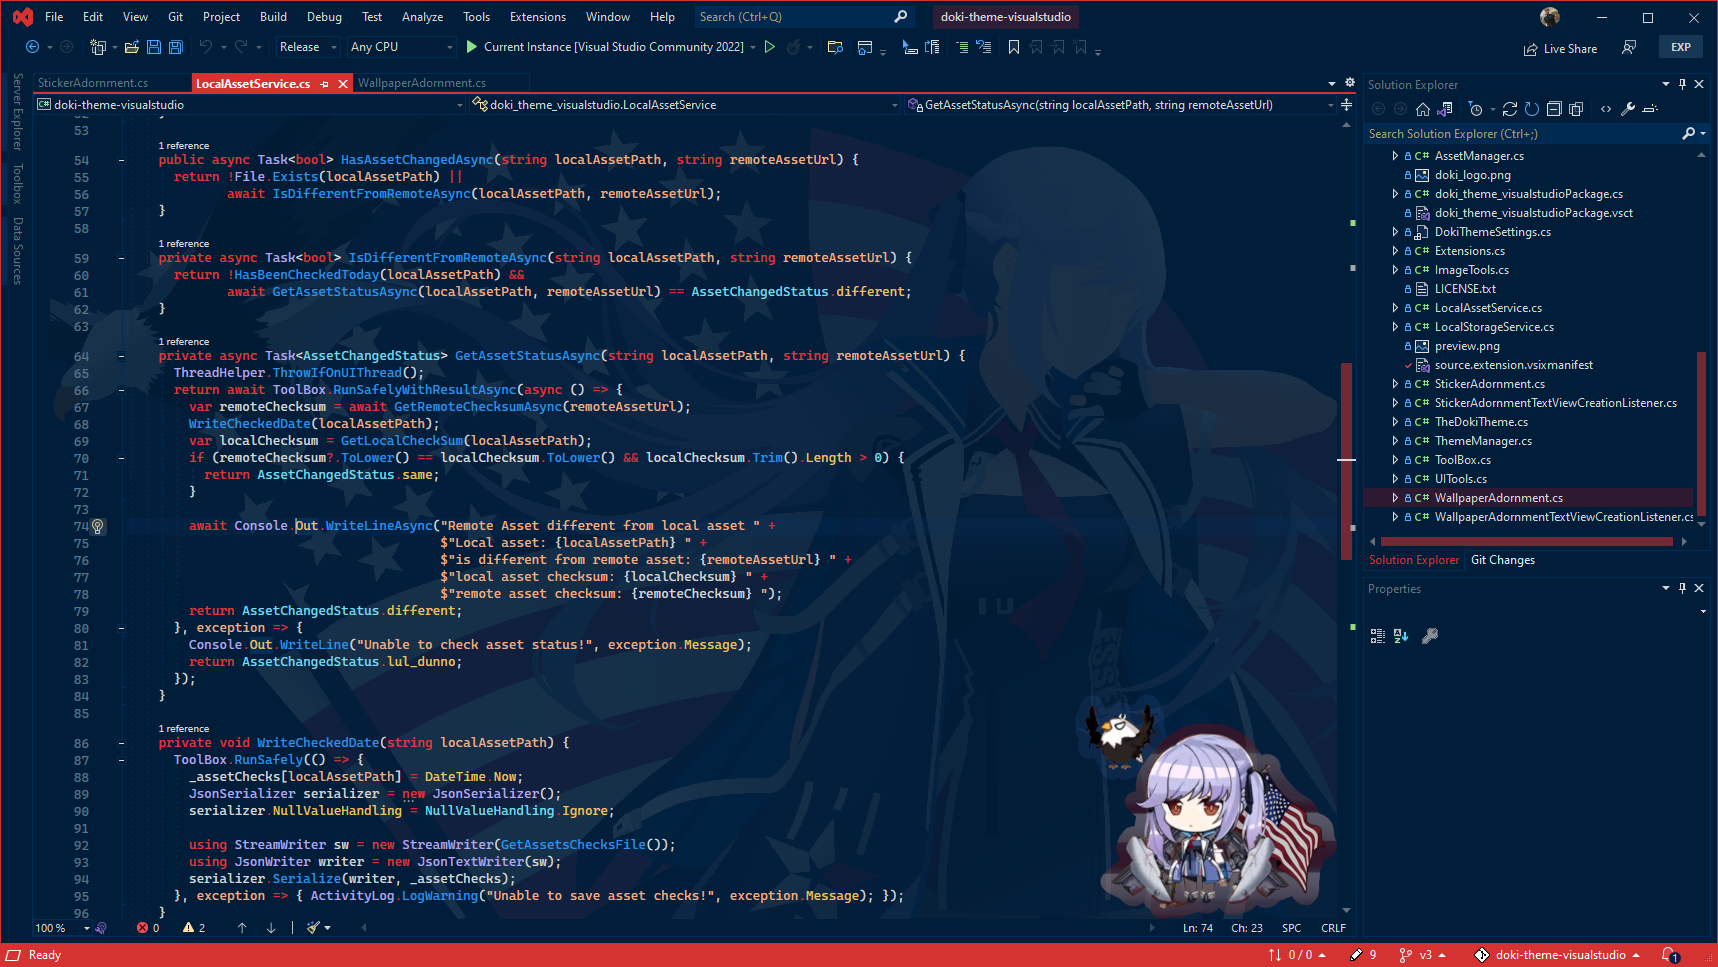 File Edit View Git Project Build Debug Test Analyze Tools Extensions Window Help Search (Ctrl+Q) doki-theme-visualstudio
Release Any CPU Current Instance [Visual Studio Community 2022] Live Share EXP
Server Explorer
Toolbox
Data Sources
StickerAdornment.cs LocalAssetService.cs WallpaperAdornment.cs
C# doki-theme-visualstudio doki_theme_visualstudio.LocalAssetService GetAssetStatusAsync(string localAssetPath, string remoteAssetUrl)
53
1 reference
54 public async Task<bool> HasAssetChangedAsync(string localAssetPath, string remoteAssetUrl) {
55 return !File.Exists(localAssetPath) ||
56 await IsDifferentFromRemoteAsync(localAssetPath, remoteAssetUrl);
57 }
58
1 reference
59 private async Task<bool> IsDifferentFromRemoteAsync(string localAssetPath, string remoteAssetUrl) {
60 return !HasBeenCheckedToday(localAssetPath) &&
61 await GetAssetStatusAsync(localAssetPath, remoteAssetUrl) == AssetChangedStatus.different;
62 }
63
1 reference
64 private async Task<AssetChangedStatus> GetAssetStatusAsync(string localAssetPath, string remoteAssetUrl) {
65 ThreadHelper.ThrowIfOnUIThread();
66 return await ToolBox.RunSafelyWithResultAsync(async () => {
67 var remoteChecksum = await GetRemoteChecksumAsync(remoteAssetUrl);
68 WriteCheckedDate(localAssetPath);
69 var localChecksum = GetLocalCheckSum(localAssetPath);
70 if (remoteChecksum?.ToLower() == localChecksum.ToLower() && localChecksum.Trim().Length > 0) {
71 return AssetChangedStatus.same;
72 }
73
74 await Console.Out.WriteLineAsync("Remote Asset different from local asset " +
75 $"Local asset: {localAssetPath} " +
76 $"is different from remote asset: {remoteAssetUrl} " +
77 $"local asset checksum: {localChecksum} " +
78 $"remote asset checksum: {remoteChecksum} ");
79 return AssetChangedStatus.different;
80 }, exception => {
81 Console.Out.WriteLine("Unable to check asset status!", exception.Message);
82 return AssetChangedStatus.lul_dunno;
83 });
84 }
85
1 reference
86 private void WriteCheckedDate(string localAssetPath) {
87 ToolBox.RunSafely(() => {
88 _assetChecks[localAssetPath] = DateTime.Now;
89 JsonSerializer serializer = new JsonSerializer();
90 serializer.NullValueHandling = NullValueHandling.Ignore;
91
92 using StreamWriter sw = new StreamWriter(GetAssetsChecksFile());
93 using JsonWriter writer = new JsonTextWriter(sw);
94 serializer.Serialize(writer, _assetChecks);
95 }, exception => { ActivityLog.LogWarning("Unable to save asset checks!", exception.Message); });
96 }
100 % 0 2 Ln: 74 Ch: 23 SPC CRLF
Solution Explorer
Search Solution Explorer (Ctrl+;)
C# AssetManager.cs
doki_logo.png
C# doki_theme_visualstudioPackage.cs
doki_theme_visualstudioPackage.vsct
DokiThemeSettings.cs
C# Extensions.cs
C# ImageTools.cs
LICENSE.txt
C# LocalAssetService.cs
C# LocalStorageService.cs
preview.png
source.extension.vsixmanifest
C# StickerAdornment.cs
C# StickerAdornmentTextViewCreationListener.cs
C# TheDokiTheme.cs
C# ThemeManager.cs
C# ToolBox.cs
C# UITools.cs
C# WallpaperAdornment.cs
C# WallpaperAdornmentTextViewCreationListener.cs
Solution Explorer Git Changes
Properties
Ready 0 / 0 9 v3 doki-theme-visualstudio 1